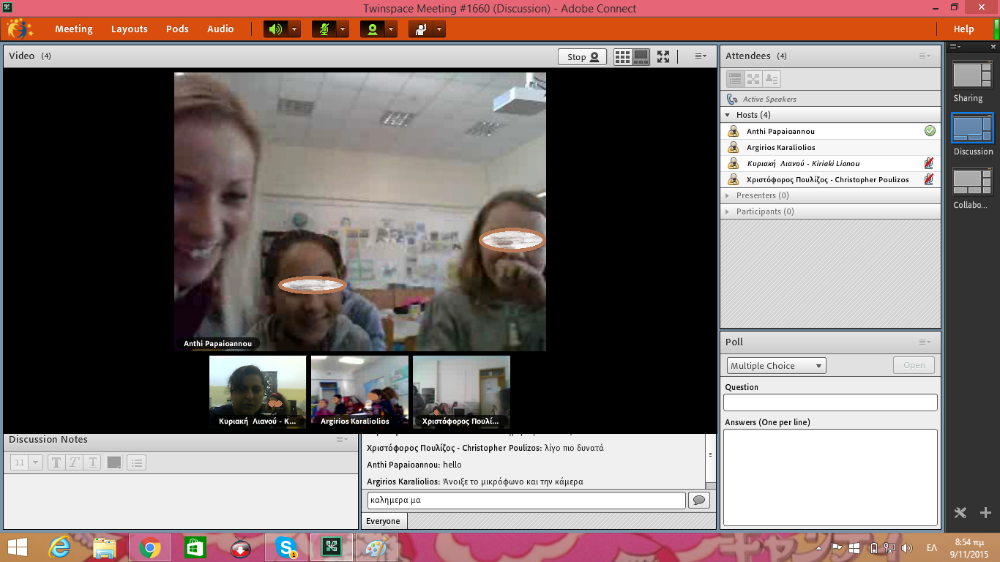 Twinspace Meeting #1660 (Discussion) - Adobe Connect
Meeting Layouts Pods Audio Help
Video (4)
Stop
Anthi Papaioannou
Κυριακή Λιανού - Κ...
Argirios Karaliolios
Χριστόφορος Πουλί...
Attendees (4)
Active Speakers
Hosts (4)
Anthi Papaioannou
Argirios Karaliolios
Κυριακή Λιανού - Kiriaki Lianou
Χριστόφορος Πουλίζος - Christopher Poulizos
Presenters (0)
Participants (0)
Sharing
Discussion
Collabo...
Discussion Notes
11 T T T
Χριστόφορος Πουλίζος - Christopher Poulizos: λίγο πιο δυνατά
Anthi Papaioannou: hello
Argirios Karaliolios: Άνοιξε το μικρόφωνο και την κάμερα
καλημερα μα
Everyone
Poll
Multiple Choice
Open
Question
Answers (One per line)
ΕΛ
8:54 πμ
9/11/2015